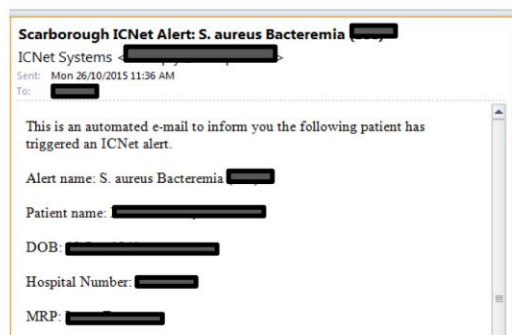 Scarborough ICNet Alert: S. aureus Bacteremia
ICNet Systems <
Sent: Mon 26/10/2015 11:36 AM
To:
This is an automated e-mail to inform you the following patient has
triggered an ICNet alert.
Alert name: S. aureus Bacteremia
Patient name:
DOB:
Hospital Number:
MRP: